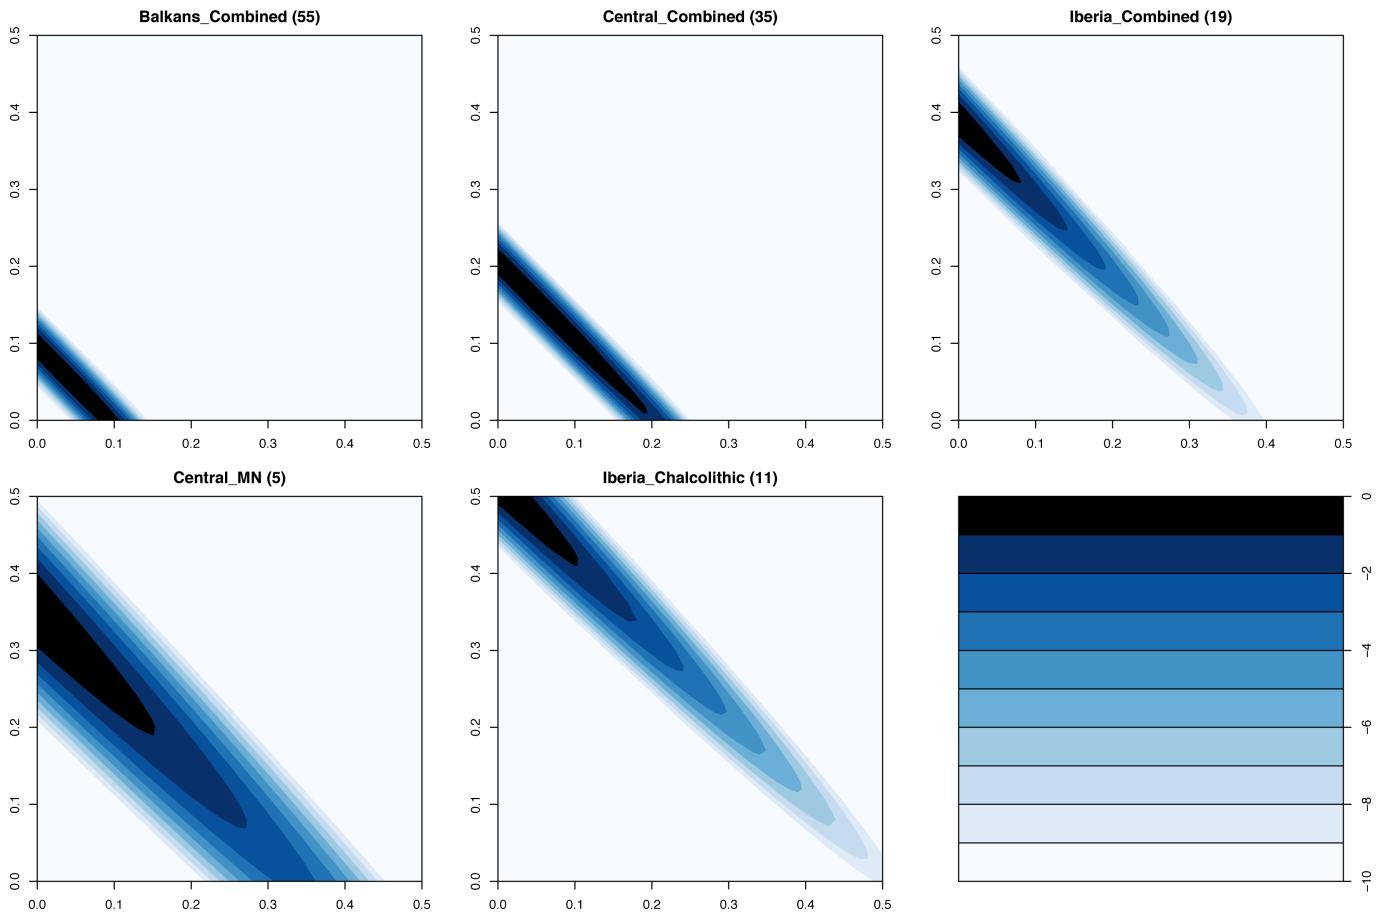 Balkans_Combined (55)
0.0 0.1 0.2 0.3 0.4 0.5
0.0 0.1 0.2 0.3 0.4 0.5
Central_Combined (35)
0.0 0.1 0.2 0.3 0.4 0.5
0.0 0.1 0.2 0.3 0.4 0.5
Iberia_Combined (19)
0.0 0.1 0.2 0.3 0.4 0.5
0.0 0.1 0.2 0.3 0.4 0.5
Central_MN (5)
0.0 0.1 0.2 0.3 0.4 0.5
0.0 0.1 0.2 0.3 0.4 0.5
Iberia_Chalcolithic (11)
0.0 0.1 0.2 0.3 0.4 0.5
0.0 0.1 0.2 0.3 0.4 0.5
−10 −8 −6 −4 −2 0